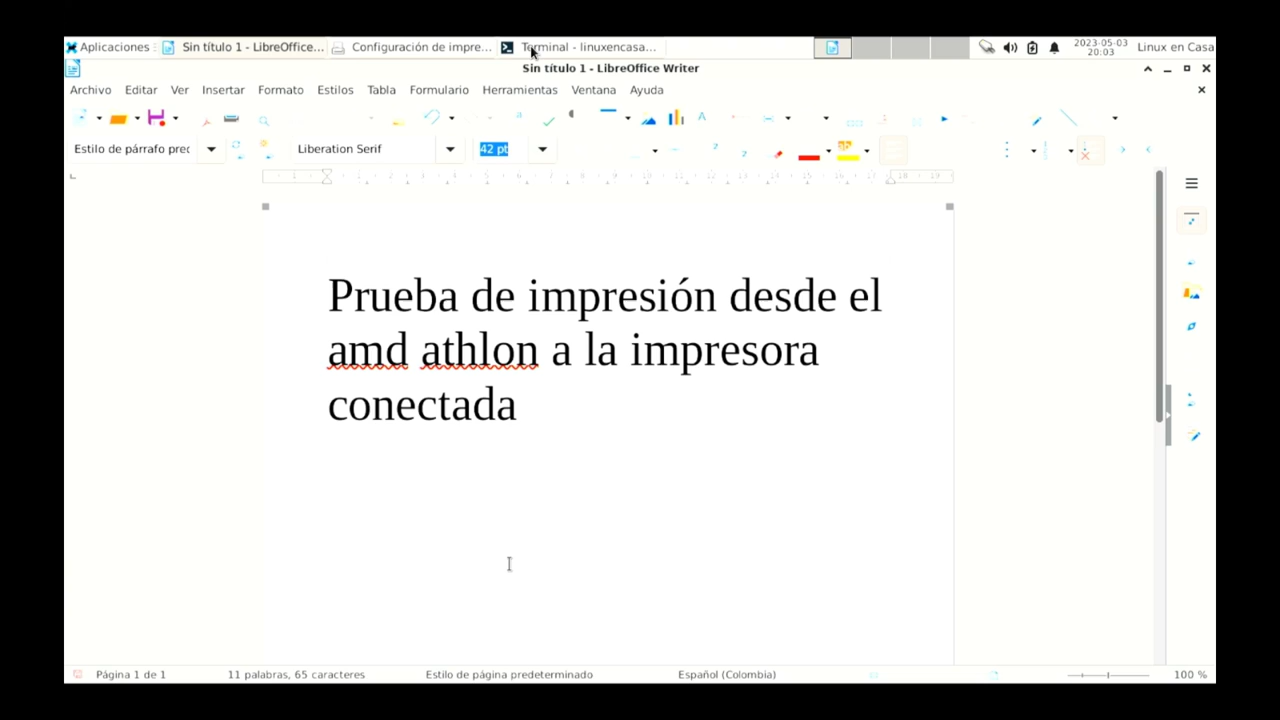 Aplicaciones
Sin título 1 - LibreOffice...
Configuración de impre...
Terminal - linuxencasa...
2023-05-03
20:03
Linux en Casa
Sin título 1 - LibreOffice Writer
Archivo Editar Ver Insertar Formato Estilos Tabla Formulario Herramientas Ventana Ayuda
Estilo de párrafo prec
Liberation Serif
42 pt
Prueba de impresión desde el
amd athlon a la impresora
conectada
Página 1 de 1
11 palabras, 65 caracteres
Estilo de página predeterminado
Español (Colombia)
100 %